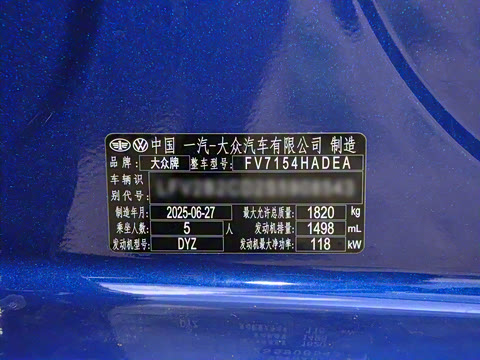 中国 一汽-大众汽车有限公司 制造
品牌: 大众牌 整车型号: FV7154HADEA
车辆识
别代号:
制造年月: 2025-06-27 最大允许总质量: 1820 kg
乘坐人数: 5 人 发动机排量: 1498 mL
发动机型号: DYZ 发动机最大净功率: 118 kW